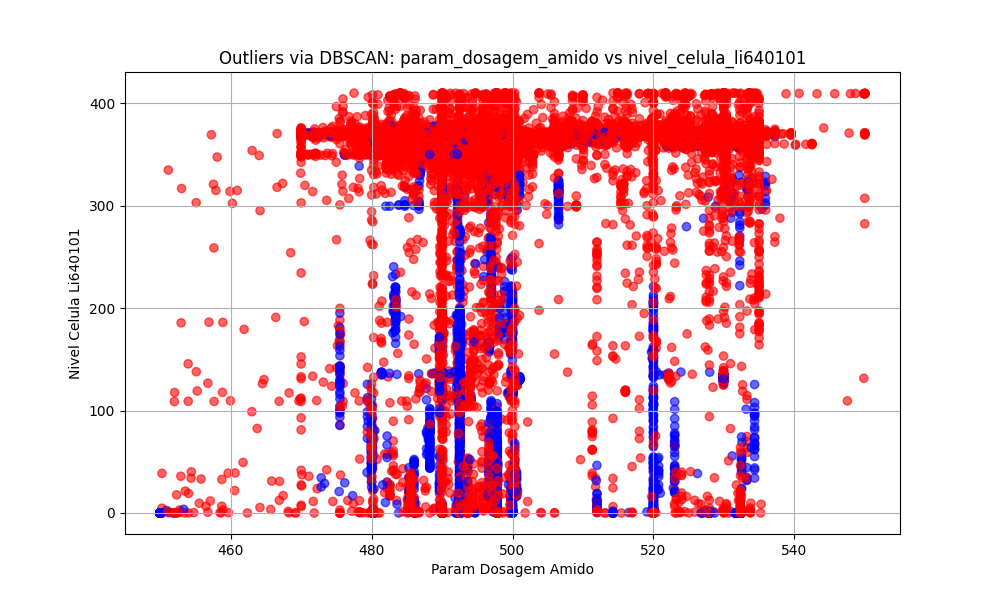 Outliers via DBSCAN: param_dosagem_amido vs nivel_celula_li640101
400
300
200
100
0
Nivel Celula Li640101
460 480 500 520 540
Param Dosagem Amido